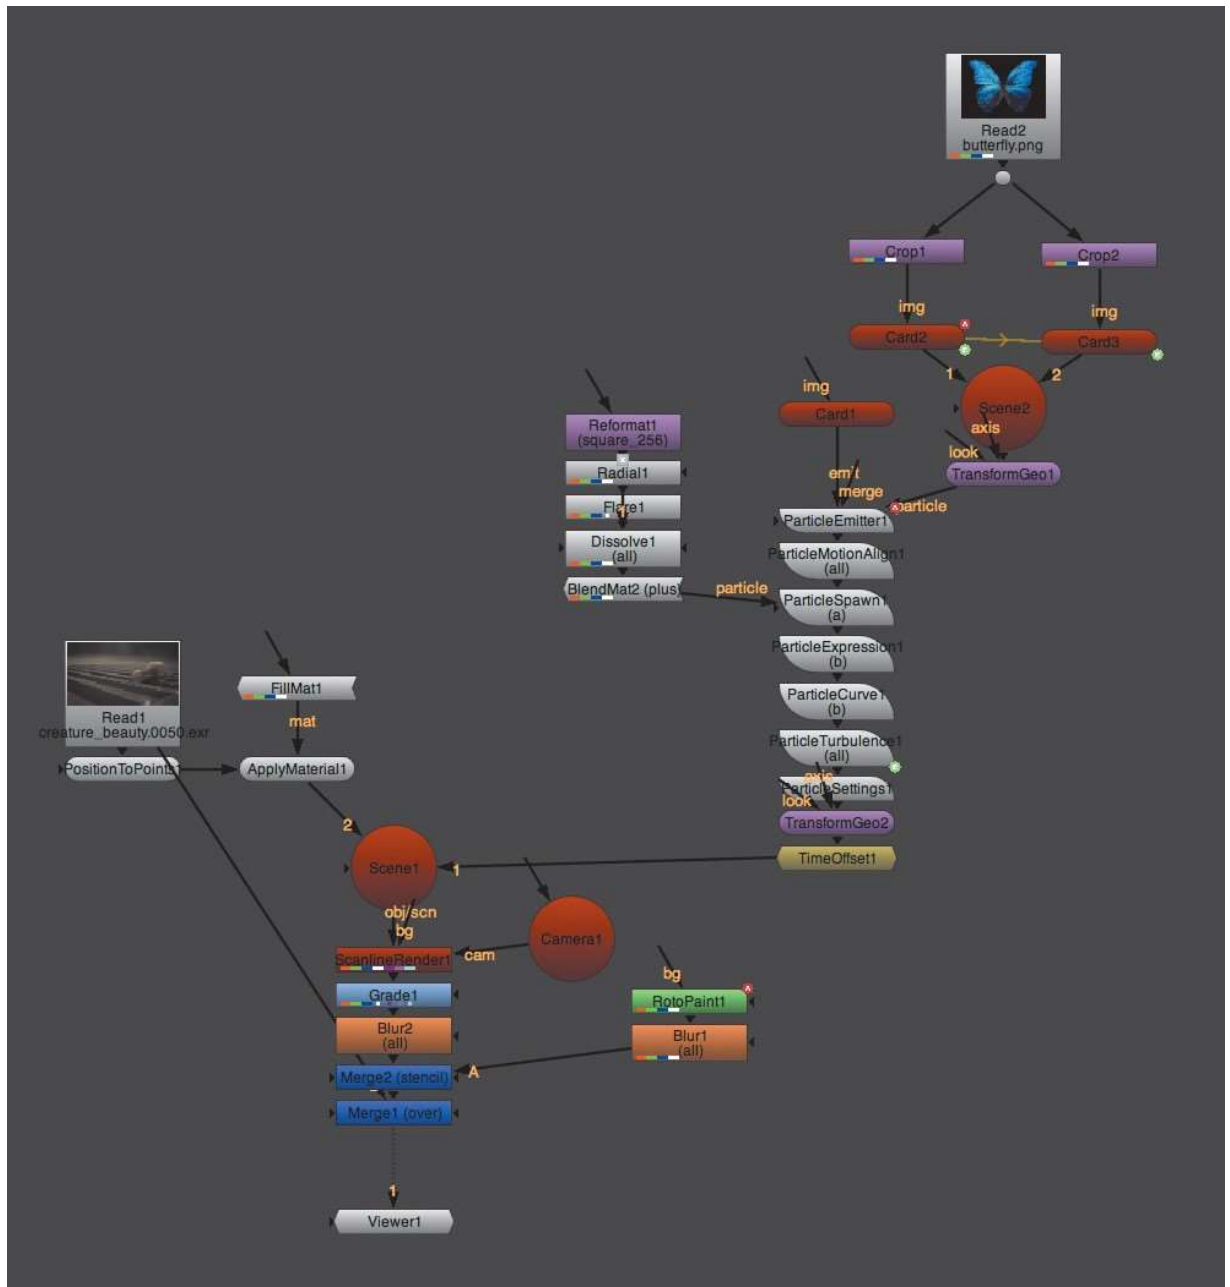 Read2
butterfly.png
Crop1
Crop2
img
img
Card2
Card3
1
2
Scene2
axis
look
TransformGeo1
img
Card1
Reformat1
(square_256)
Radial1
Flare1
1
Dissolve1
(all)
BlendMat2 (plus)
particle
emit
merge
particle
ParticleEmitter1
ParticleMotionAlign1
(all)
ParticleSpawn1
(a)
ParticleExpression1
(b)
ParticleCurve1
(b)
ParticleTurbulence1
(all)
axis
ParticleSettings1
look
TransformGeo2
TimeOffset1
Read1
creature_beauty.0050.exr
PositionToPoints1
FillMat1
mat
ApplyMaterial1
2
Scene1
1
obj/scn
bg
Camera1
cam
ScanlineRender1
Grade1
Blur2
(all)
bg
RotoPaint1
Blur1
(all)
A
Merge2 (stencil)
Merge1 (over)
1
Viewer1